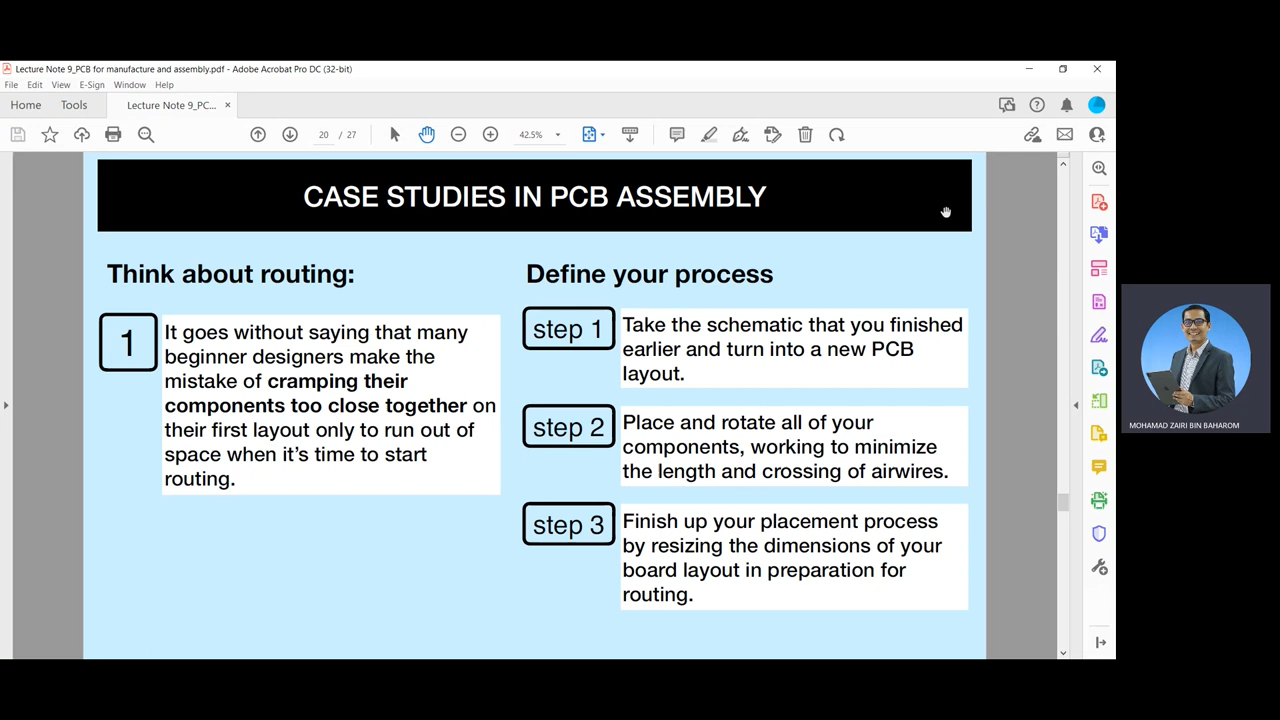 Lecture Note 9_PCB for manufacture and assembly.pdf - Adobe Acrobat Pro DC (32-bit)
File Edit View E-Sign Window Help
Home Tools Lecture Note 9_PC... ×
20 / 27 42.5%
CASE STUDIES IN PCB ASSEMBLY
Think about routing:
1
It goes without saying that many
beginner designers make the
mistake of cramping their
components too close together on
their first layout only to run out of
space when it's time to start
routing.
Define your process
step 1
Take the schematic that you finished
earlier and turn into a new PCB
layout.
step 2
Place and rotate all of your
components, working to minimize
the length and crossing of airwires.
step 3
Finish up your placement process
by resizing the dimensions of your
board layout in preparation for
routing.
MOHAMAD ZAIRI BIN BAHAROM